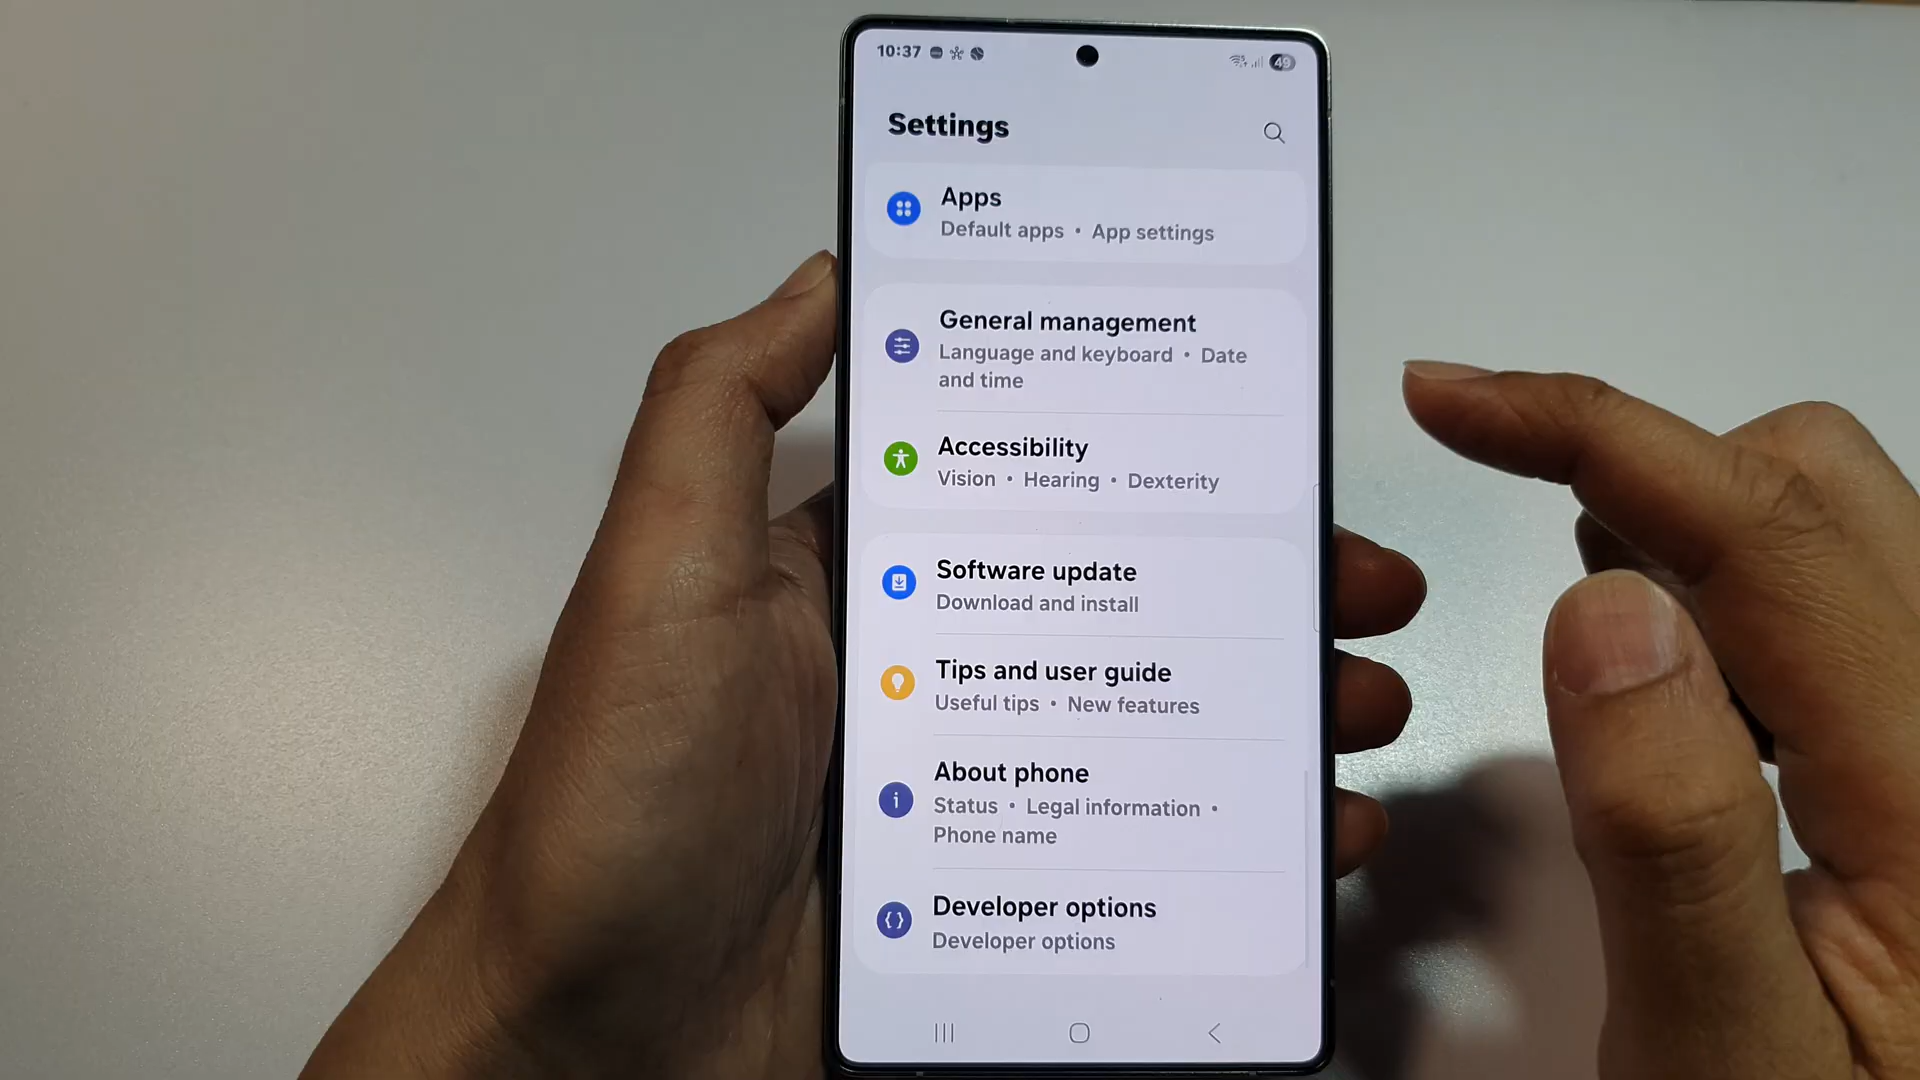 10:37
49
Settings
Apps
Default apps • App settings
General management
Language and keyboard • Date
and time
Accessibility
Vision • Hearing • Dexterity
Software update
Download and install
Tips and user guide
Useful tips • New features
About phone
Status • Legal information •
Phone name
Developer options
Developer options